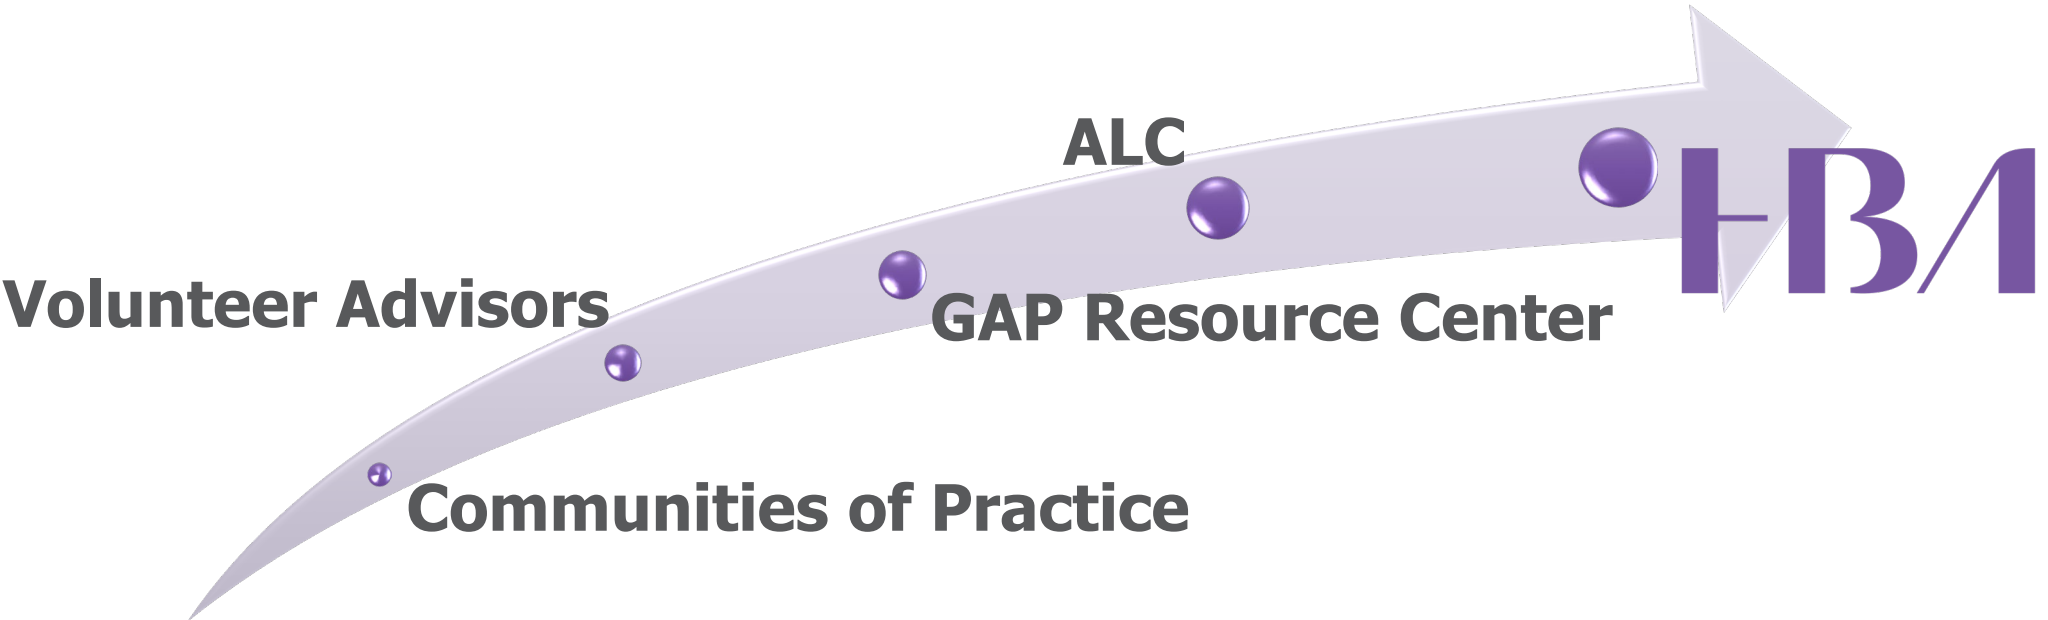 ALC
HBA
Volunteer Advisors
GAP Resource Center
Communities of Practice